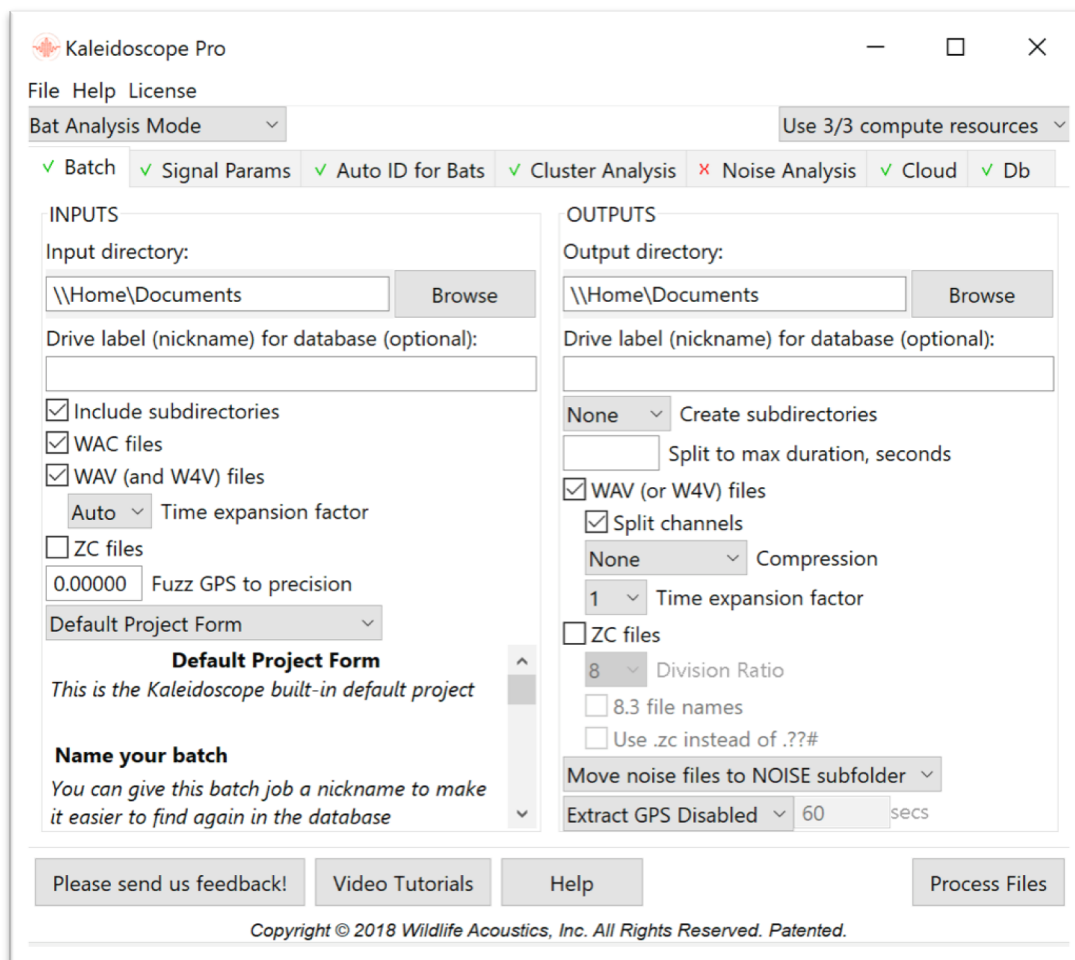 Kaleidoscope Pro
File Help License
Bat Analysis Mode
Use 3/3 compute resources
Batch Signal Params Auto ID for Bats Cluster Analysis Noise Analysis Cloud Db
INPUTS
Input directory:
\\Home\Documents Browse
Drive label (nickname) for database (optional):
Include subdirectories
WAC files
WAV (and W4V) files
Auto Time expansion factor
ZC files
0.00000 Fuzz GPS to precision
Default Project Form
Default Project Form
This is the Kaleidoscope built-in default project
Name your batch
You can give this batch job a nickname to make
it easier to find again in the database
OUTPUTS
Output directory:
\\Home\Documents Browse
Drive label (nickname) for database (optional):
None Create subdirectories
Split to max duration, seconds
WAV (or W4V) files
Split channels
None Compression
1 Time expansion factor
ZC files
8 Division Ratio
8.3 file names
Use .zc instead of .??#
Move noise files to NOISE subfolder
Extract GPS Disabled 60 secs
Please send us feedback! Video Tutorials Help Process Files
Copyright © 2018 Wildlife Acoustics, Inc. All Rights Reserved. Patented.